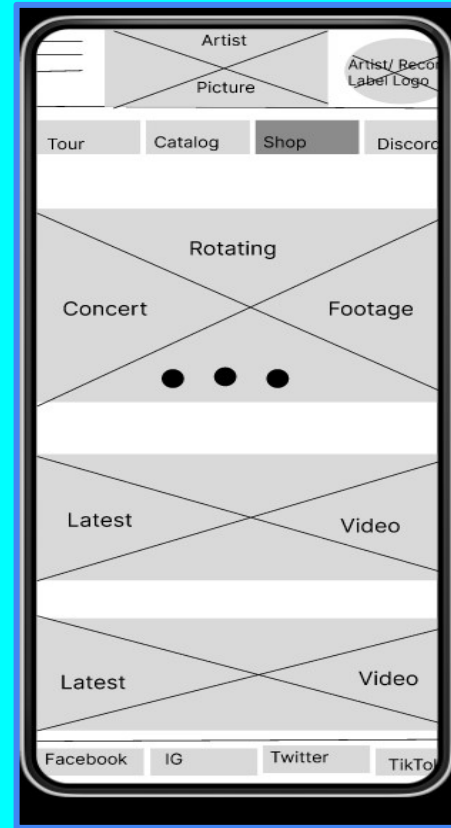 Artist
Picture
Artist/ Recor
Label Logo
Tour
Catalog
Shop
Discord
Rotating
Concert
Footage
Latest
Video
Latest
Video
Facebook
IG
Twitter
TikTo